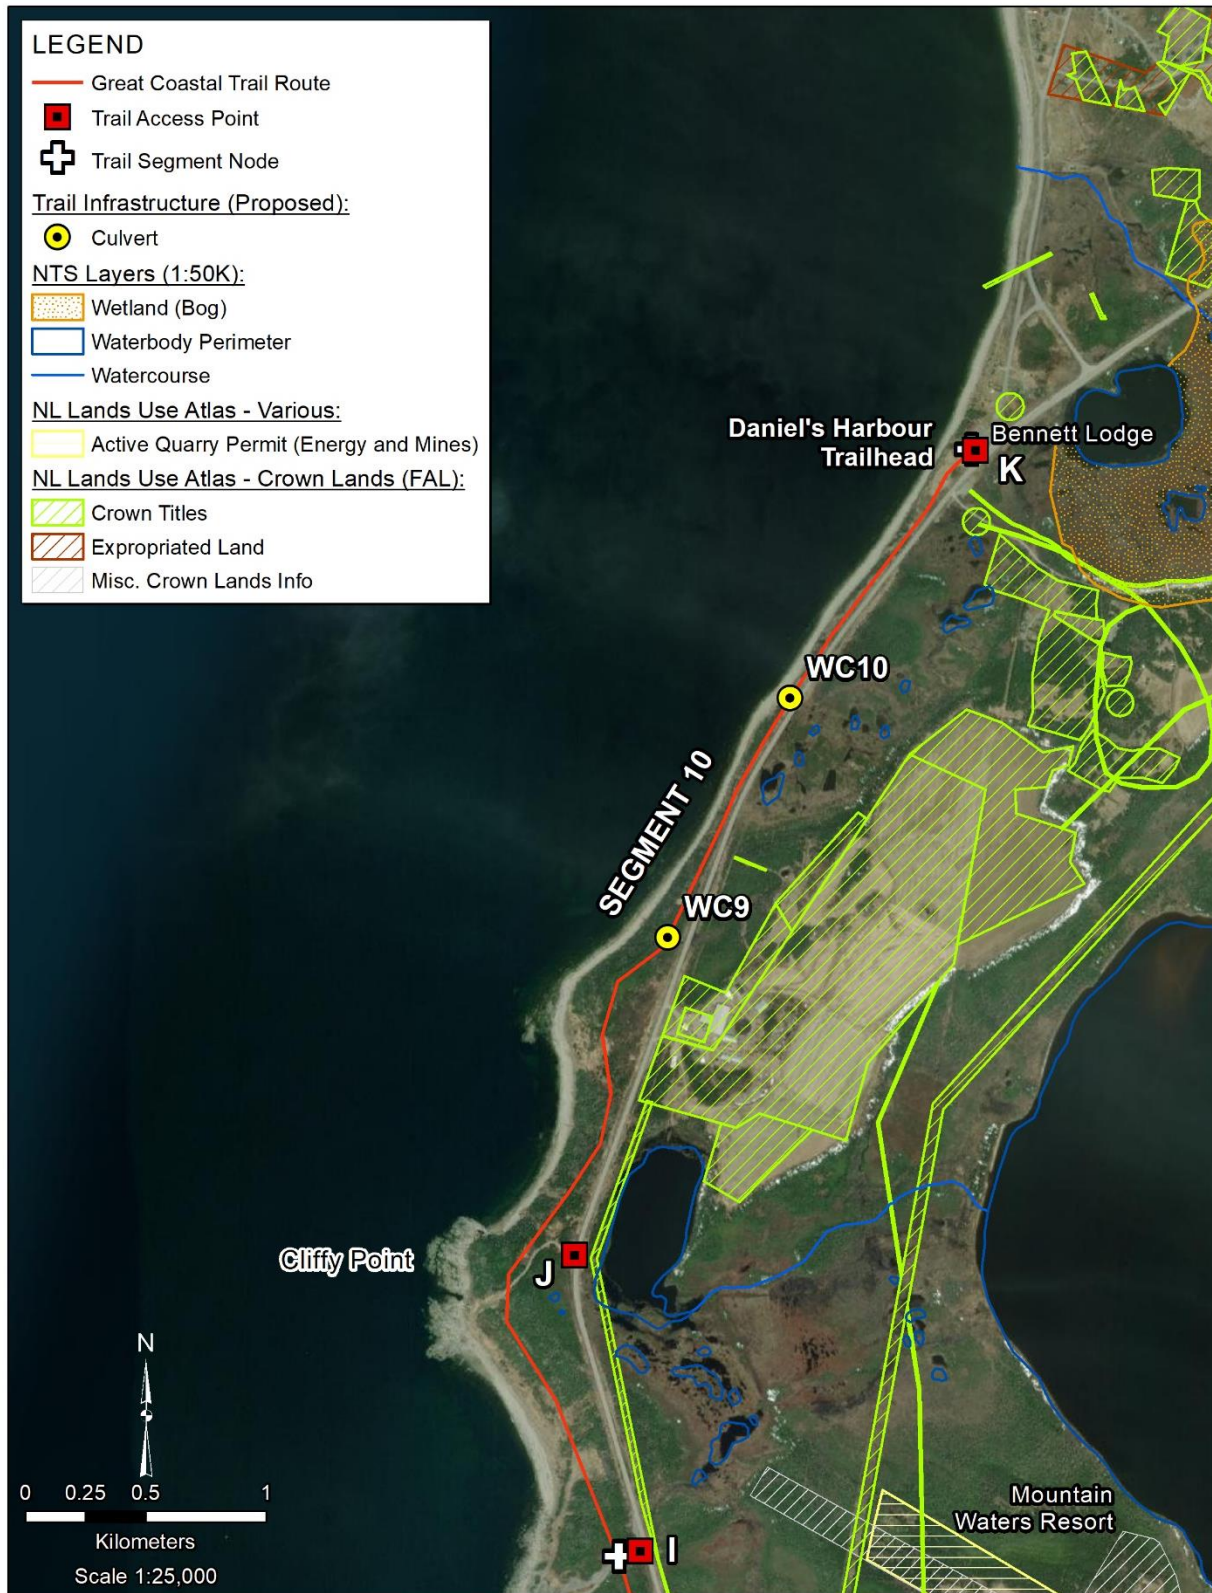 LEGEND
Great Coastal Trail Route
Trail Access Point
Trail Segment Node
Trail Infrastructure (Proposed):
Culvert
NTS Layers (1:50K):
Wetland (Bog)
Waterbody Perimeter
Watercourse
NL Lands Use Atlas - Various:
Active Quarry Permit (Energy and Mines)
NL Lands Use Atlas - Crown Lands (FAL):
Crown Titles
Expropriated Land
Misc. Crown Lands Info
Daniel's Harbour
Trailhead
Bennett Lodge
K
WC10
SEGMENT 10
WC9
Cliffy Point
J
I
Mountain
Waters Resort
N
0 0.25 0.5 1
Kilometers
Scale 1:25,000